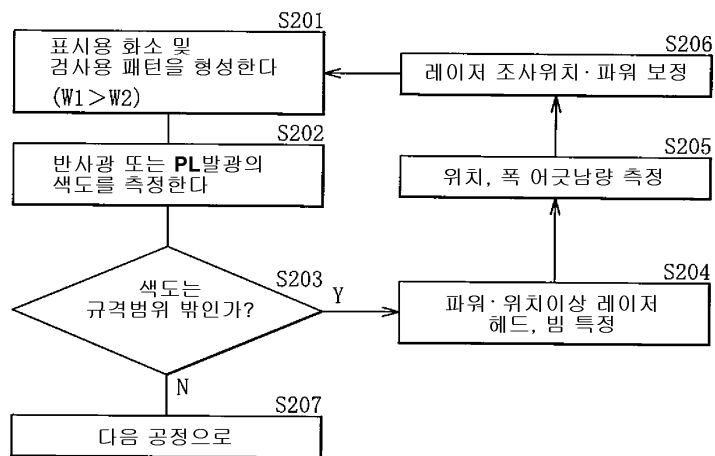 S201
표시용 화소 및
검사용 패턴을 형성한다
(W1>W2)
S202
반사광 또는 PL발광의
색도를 측정한다
S203
색도는
규격범위 밖인가?
Y
N
S204
파워·위치이상 레이저
헤드, 빔 특정
S205
위치, 폭 어긋남량 측정
S206
레이저 조사위치·파워 보정
S207
다음 공정으로